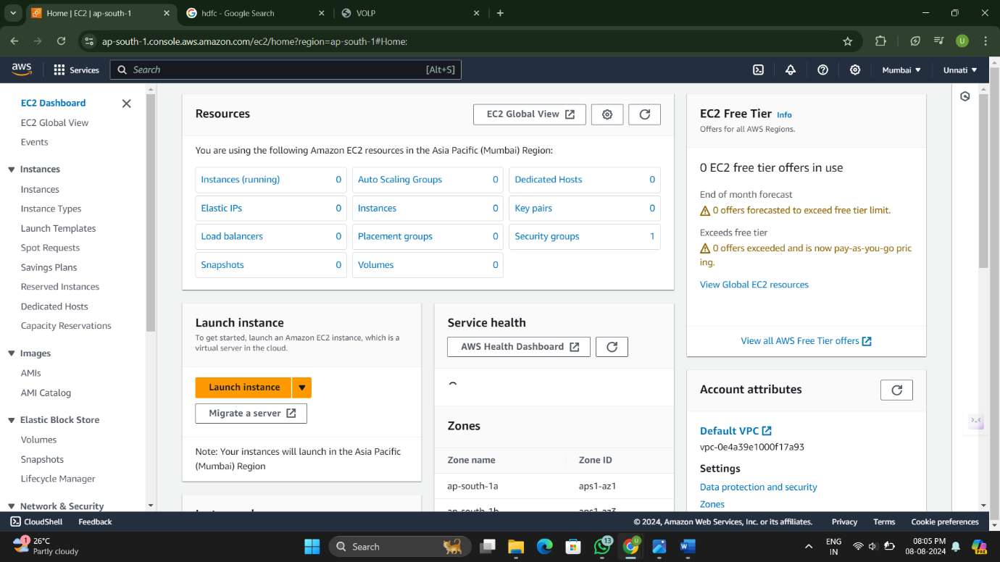 Home | EC2 | ap-south-1
hdfc - Google Search
VOLP
ap-south-1.console.aws.amazon.com/ec2/home?region=ap-south-1#Home:
U
aws
Services
Search
[Alt+S]
Mumbai
Unnati
EC2 Dashboard
EC2 Global View
Events
Instances
Instances
Instance Types
Launch Templates
Spot Requests
Savings Plans
Reserved Instances
Dedicated Hosts
Capacity Reservations
Images
AMIs
AMI Catalog
Elastic Block Store
Volumes
Snapshots
Lifecycle Manager
Network & Security
Resources
EC2 Global View
You are using the following Amazon EC2 resources in the Asia Pacific (Mumbai) Region:
Instances (running) 0
Auto Scaling Groups 0
Dedicated Hosts 0
Elastic IPs 0
Instances 0
Key pairs 0
Load balancers 0
Placement groups 0
Security groups 1
Snapshots 0
Volumes 0
Launch instance
To get started, launch an Amazon EC2 instance, which is a
virtual server in the cloud.
Launch instance
Migrate a server
Note: Your instances will launch in the Asia Pacific
(Mumbai) Region
Service health
AWS Health Dashboard
Zones
Zone name Zone ID
ap-south-1a aps1-az1
ap-south-1b aps1-az3
EC2 Free Tier Info
Offers for all AWS Regions.
0 EC2 free tier offers in use
End of month forecast
0 offers forecasted to exceed free tier limit.
Exceeds free tier
0 offers exceeded and is now pay-as-you-go pric
ing.
View Global EC2 resources
View all AWS Free Tier offers
Account attributes
Default VPC
vpc-0e4a39e1000f17a93
Settings
Data protection and security
Zones
CloudShell
Feedback
© 2024, Amazon Web Services, Inc. or its affiliates.
Privacy
Terms
Cookie preferences
1
26°C
Partly cloudy
Search
13
U
W
ENG
IN
08:05 PM
08-08-2024
PRE